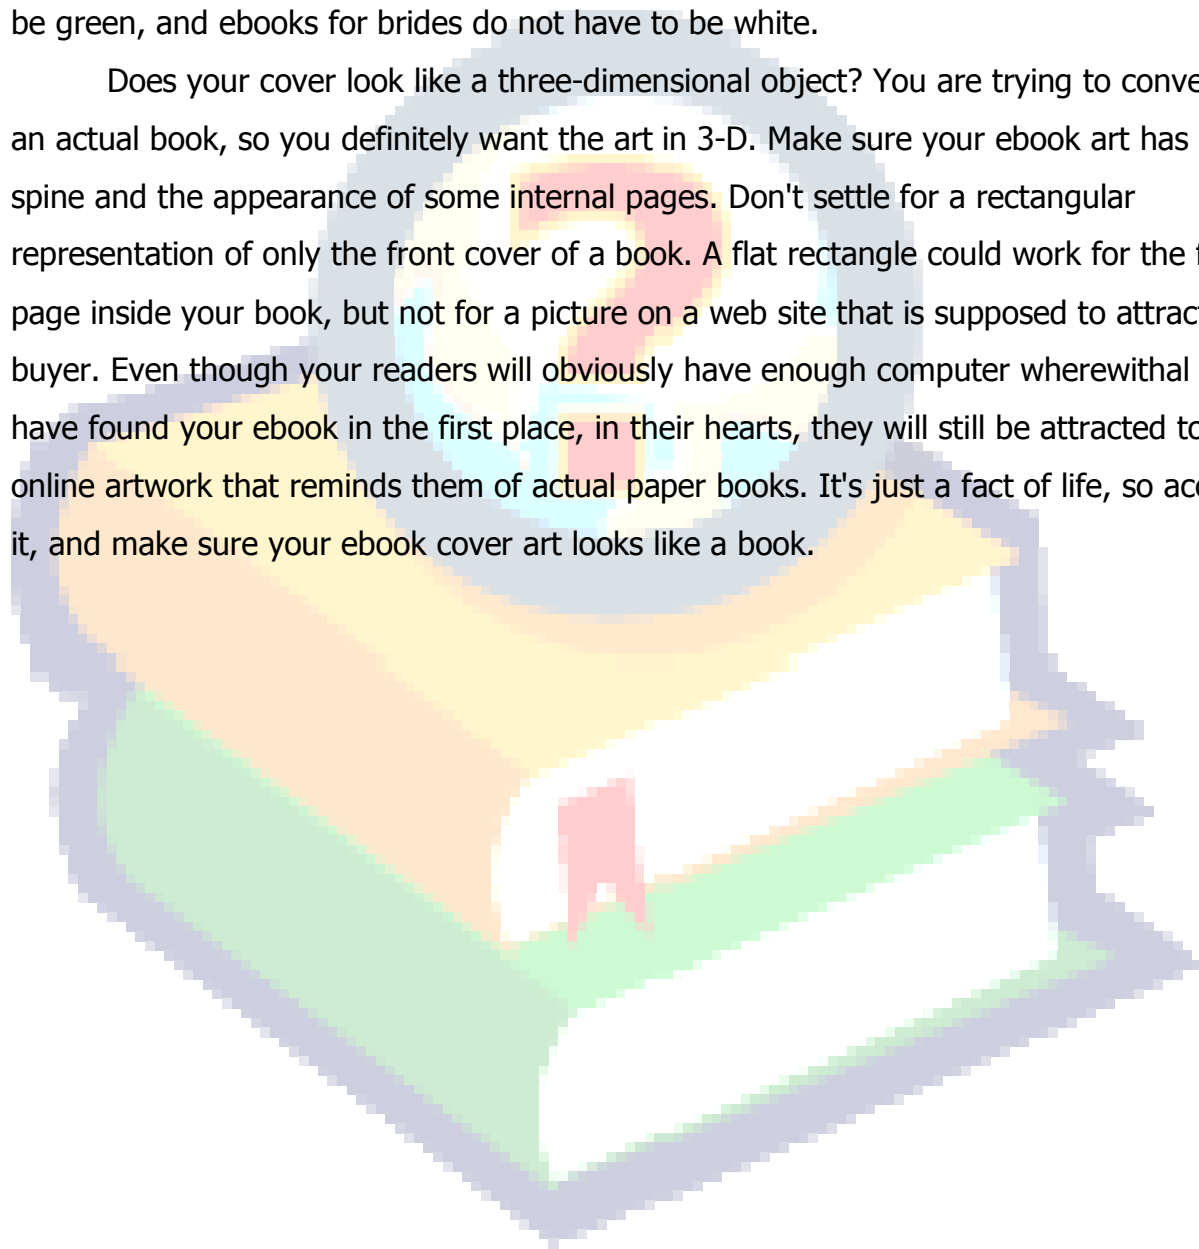 be green, and ebooks for brides do not have to be white.
Does your cover look like a three-dimensional object? You are trying to conve
an actual book, so you definitely want the art in 3-D. Make sure your ebook art has
spine and the appearance of some internal pages. Don't settle for a rectangular
representation of only the front cover of a book. A flat rectangle could work for the
page inside your book, but not for a picture on a web site that is supposed to attract
buyer. Even though your readers will obviously have enough computer wherewithal
have found your ebook in the first place, in their hearts, they will still be attracted to
online artwork that reminds them of actual paper books. It's just a fact of life, so acc
it, and make sure your ebook cover art looks like a book.